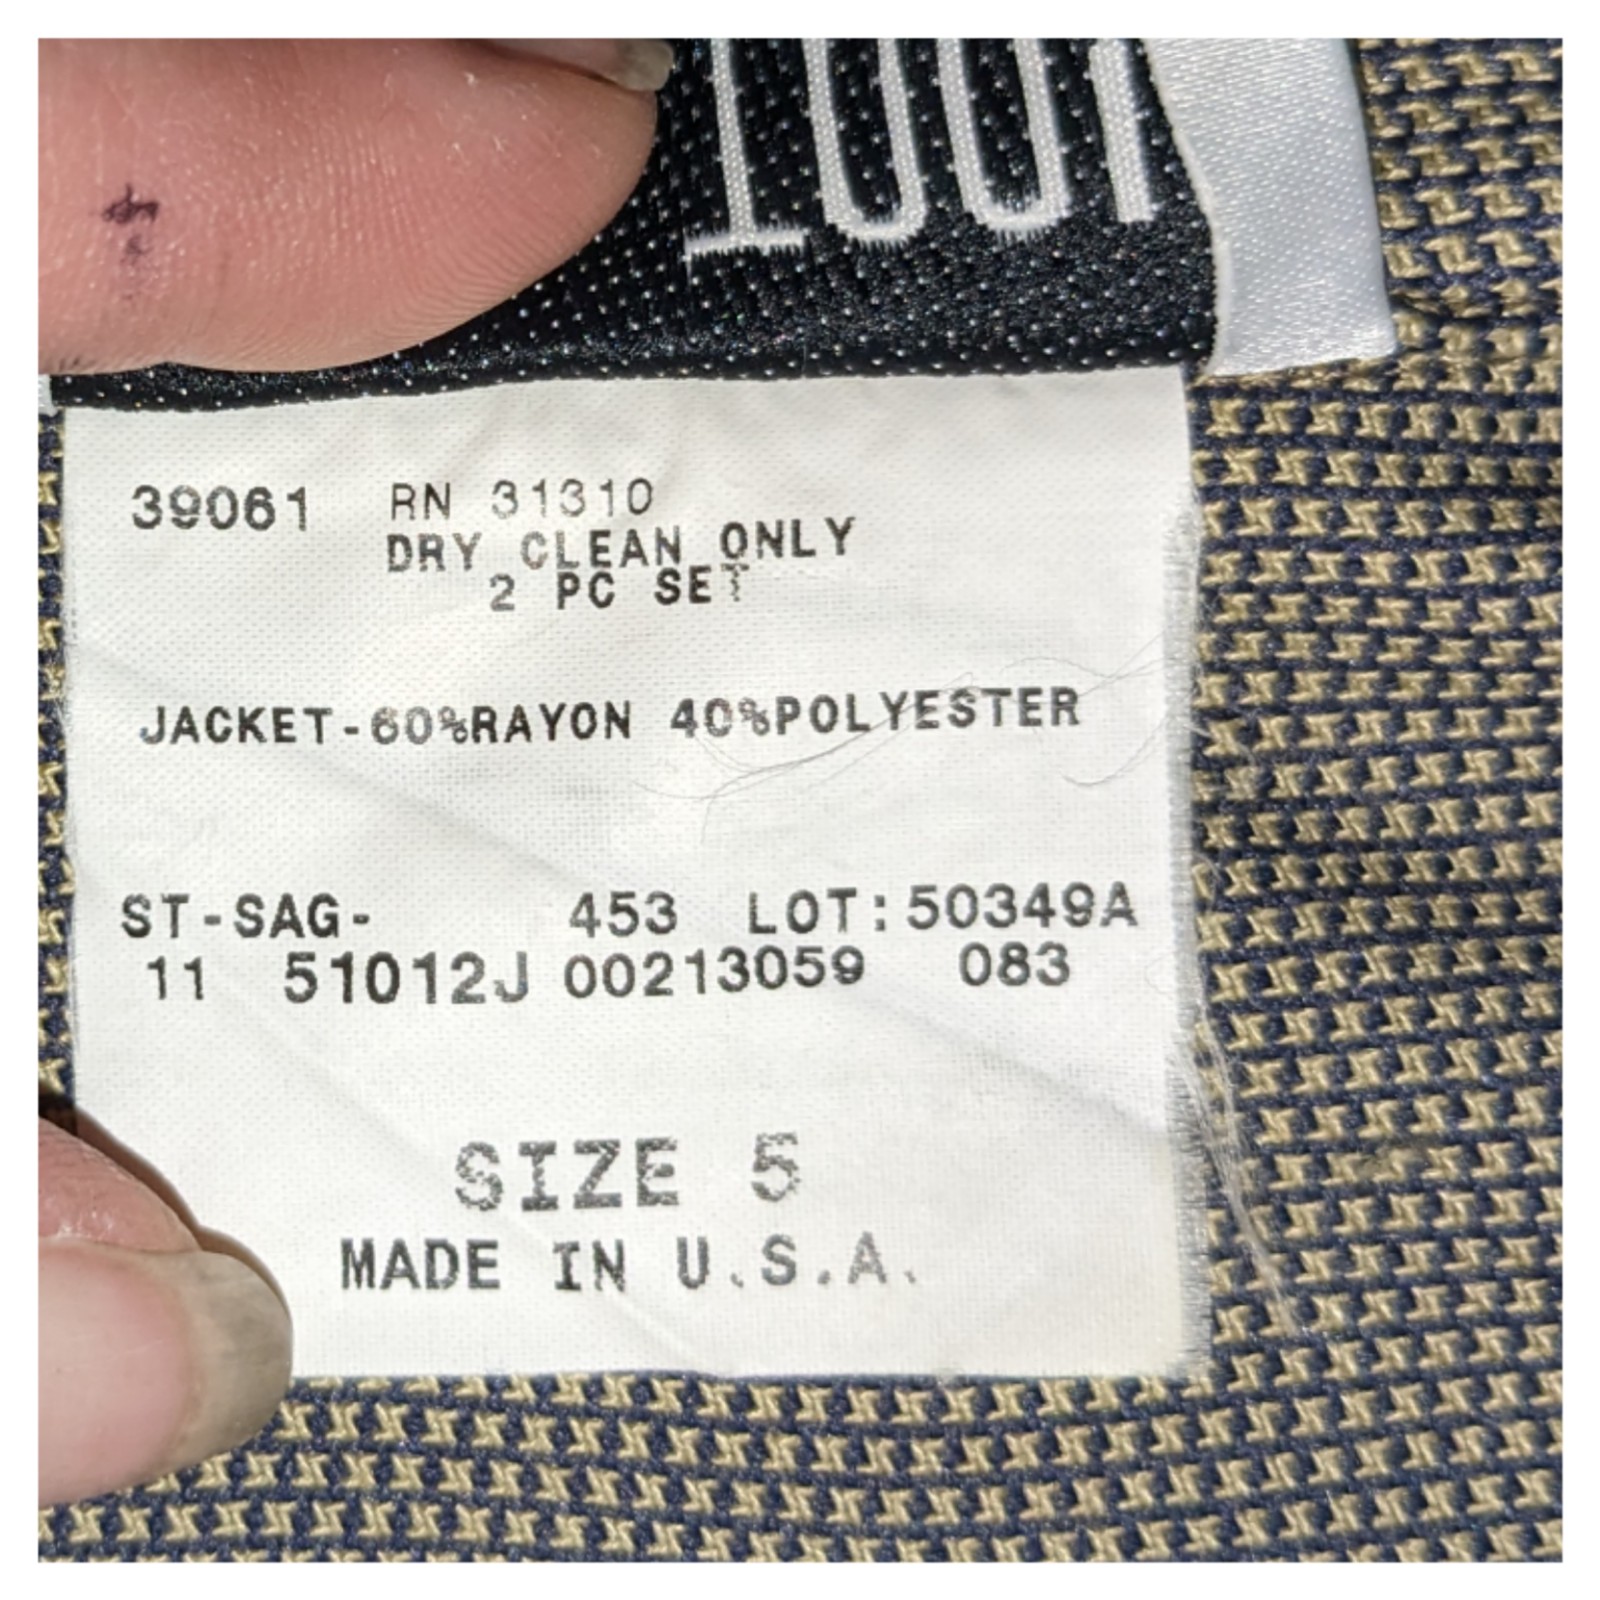 39061 RN 31310
DRY CLEAN ONLY
2 PC SET
JACKET-60%RAYON 40%POLYESTER
ST-SAG- 453 LOT:50349A
11 51012J 00213059 083
SIZE 5
MADE IN U.S.A.